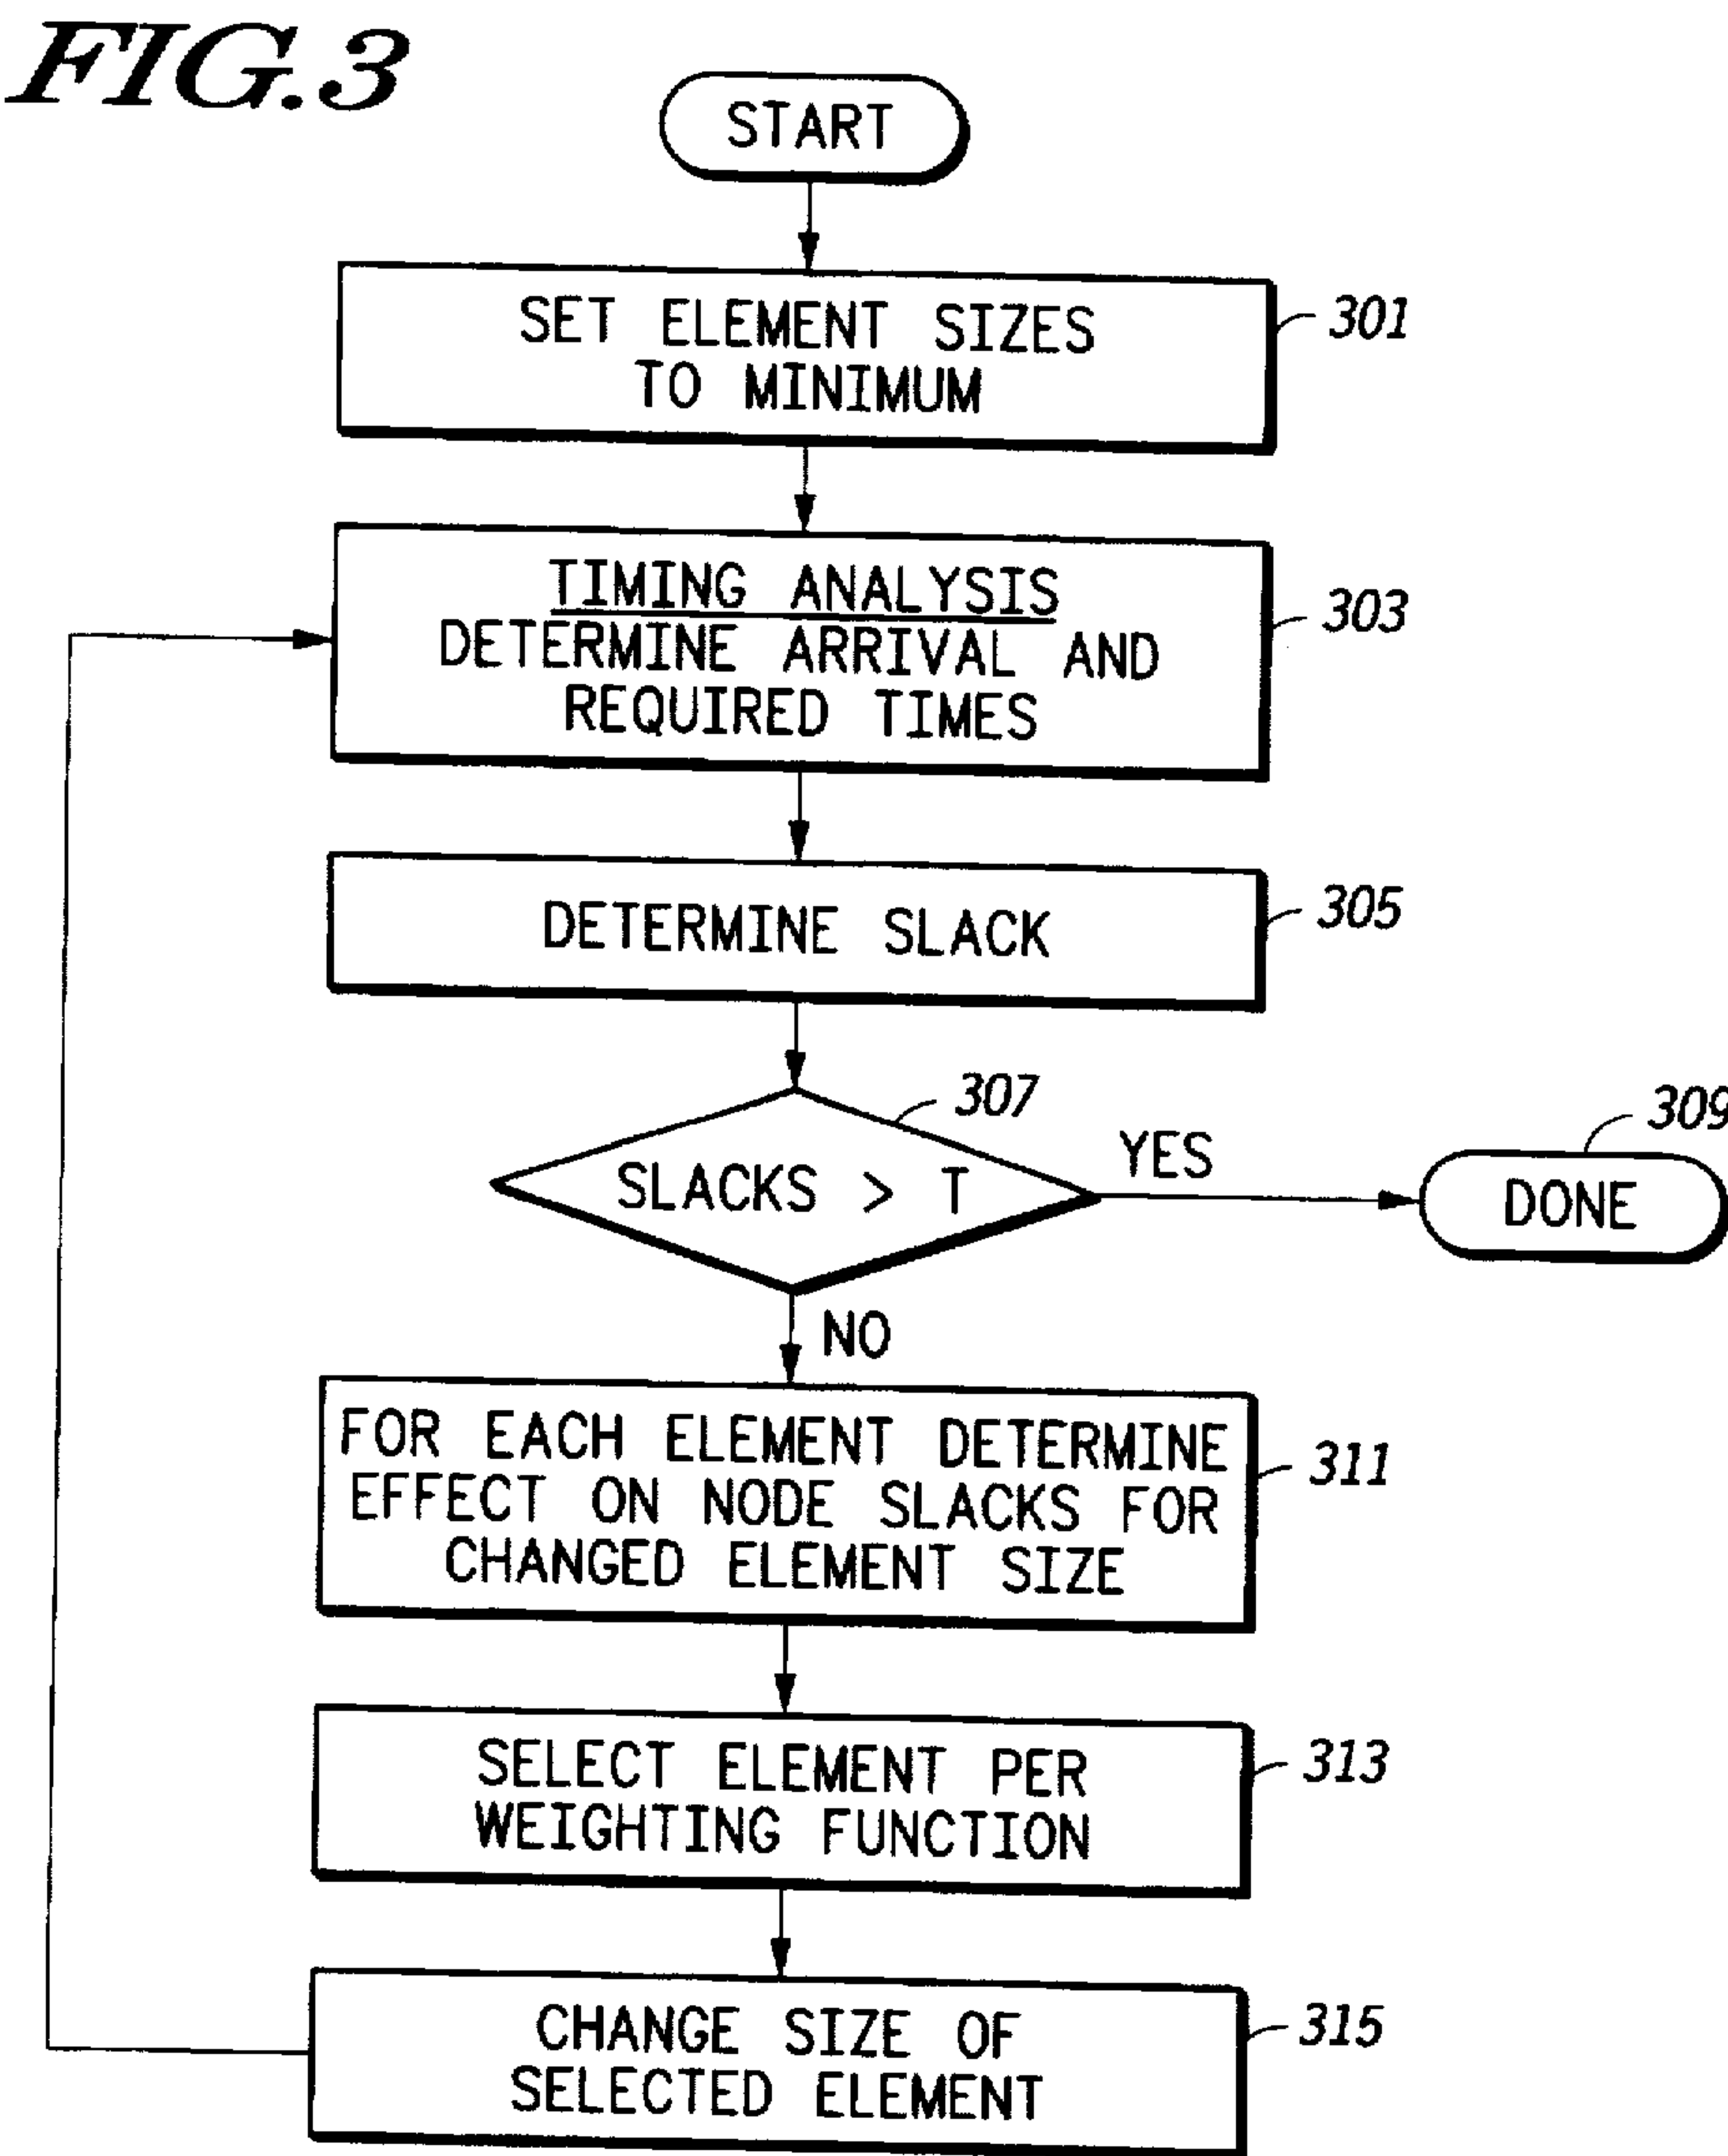 FIG.3
START
SET ELEMENT SIZES
TO MINIMUM
301
TIMING ANALYSIS
DETERMINE ARRIVAL AND
REQUIRED TIMES
303
DETERMINE SLACK
305
307
SLACKS > T
YES
309
DONE
NO
FOR EACH ELEMENT DETERMINE
EFFECT ON NODE SLACKS FOR
CHANGED ELEMENT SIZE
311
SELECT ELEMENT PER
WEIGHTING FUNCTION
313
CHANGE SIZE OF
SELECTED ELEMENT
315